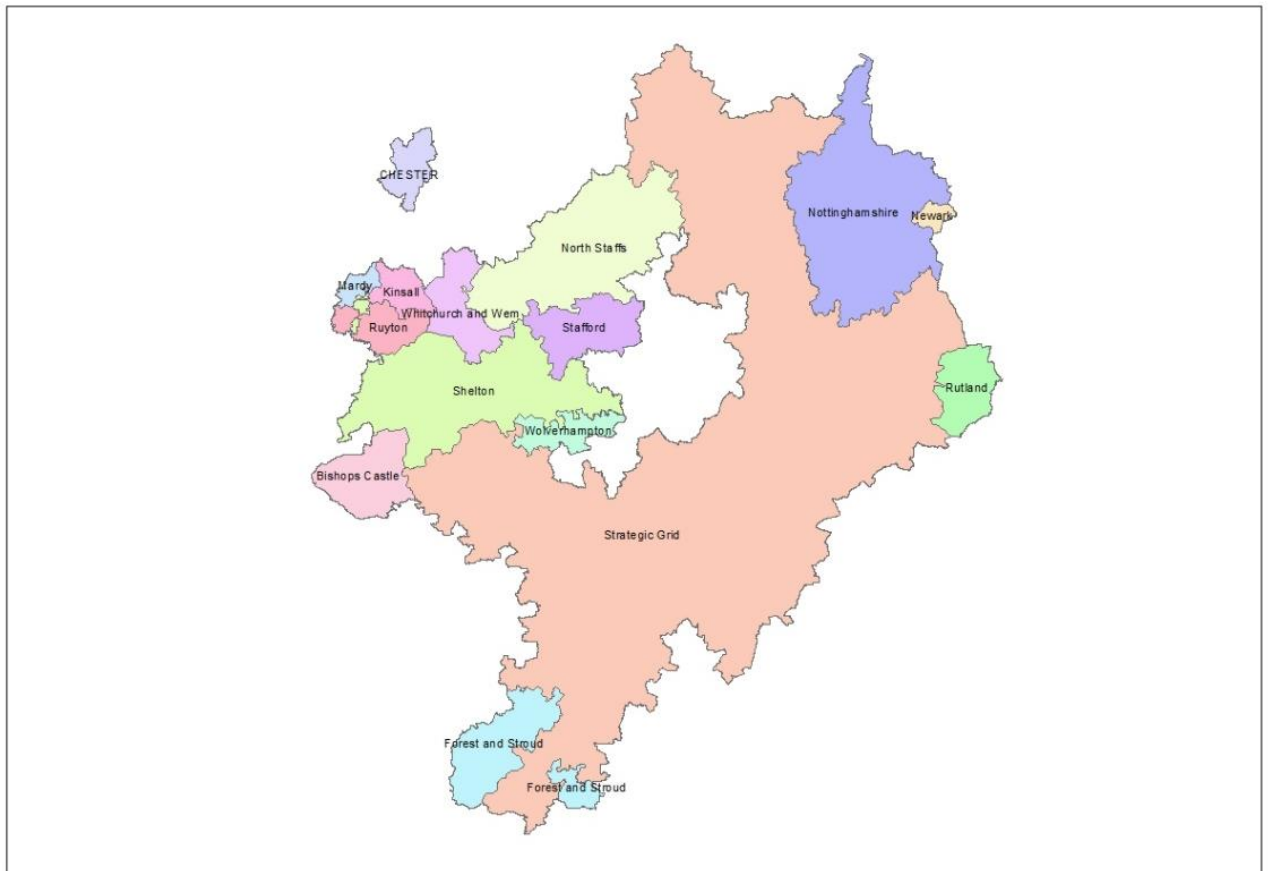 CHESTER
Nottinghamshire
Newark
North Staffs
Mardy
Kinsall
Whitchurch and Wem
Ruyton
Stafford
Rutland
Shelton
Wolverhampton
Bishops Castle
Strategic Grid
Forest and Stroud
Forest and Stroud